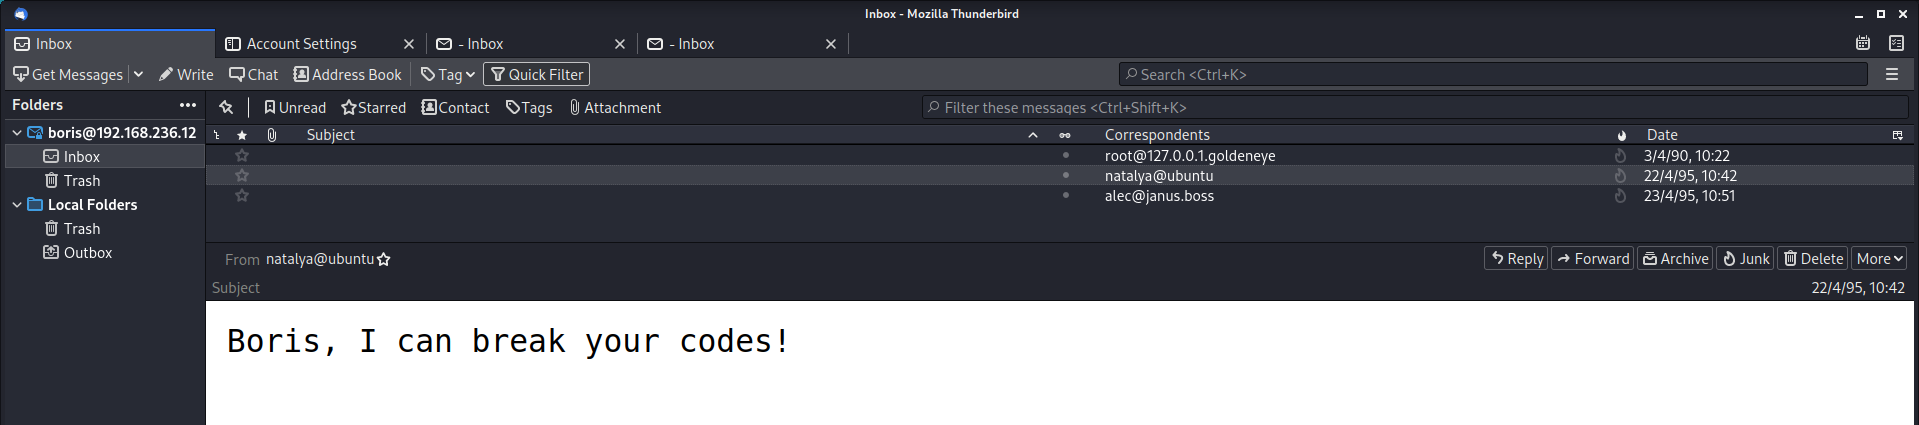 Inbox - Mozilla Thunderbird
Inbox Account Settings - Inbox - Inbox
Get Messages Write Chat Address Book Tag Quick Filter Search <Ctrl+K>
Folders
Unread Starred Contact Tags Attachment Filter these messages <Ctrl+Shift+K>
boris@192.168.236.12
Inbox
Trash
Local Folders
Trash
Outbox
Subject Correspondents Date
root@127.0.0.1.goldeneye 3/4/90, 10:22
natalya@ubuntu 22/4/95, 10:42
alec@janus.boss 23/4/95, 10:51
From natalya@ubuntu Reply Forward Archive Junk Delete More
Subject 22/4/95, 10:42
Boris, I can break your codes!